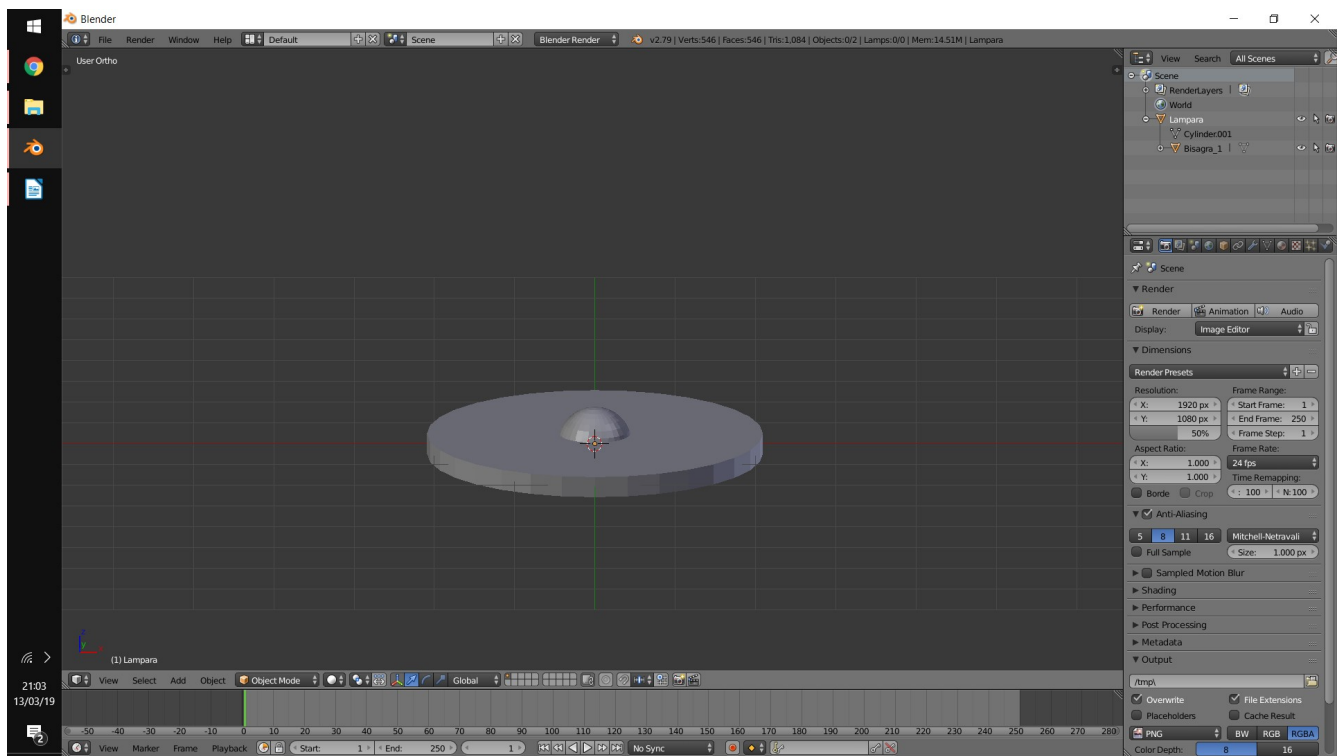 Blender
File Render Window Help Default Scene Blender Render v2.79 | Verts:546 | Faces:546 | Tris:1,084 | Objects:0/2 | Lamps:0/0 | Mem:14.51M | Lampara
User Ortho
(1) Lampara
View Select Add Object Object Mode Global
-50 -40 -30 -20 -10 0 10 20 30 40 50 60 70 80 90 100 110 120 130 140 150 160 170 180 190 200 210 220 230 240 250 260 270 280
View Marker Frame Playback Start: 1 End: 250 1 No Sync
View Search All Scenes
Scene
RenderLayers |
World
Lampara
Cylinder.001
Bisagra_1 |
Scene
Render
Render Animation Audio
Display: Image Editor
Dimensions
Render Presets
Resolution: Frame Range:
X: 1920 px Start Frame: 1
Y: 1080 px End Frame: 250
50% Frame Step: 1
Aspect Ratio: Frame Rate:
X: 1.000 24 fps
Y: 1.000 Time Remapping:
Borde Crop : 100 N:100
Anti-Aliasing
5 8 11 16 Mitchell-Netravali
Full Sample Size: 1.000 px
Sampled Motion Blur
Shading
Performance
Post Processing
Metadata
Output
/tmp\
Overwrite File Extensions
Placeholders Cache Result
PNG BW RGB RGBA
Color Depth: 8 16
21:03
13/03/19
2